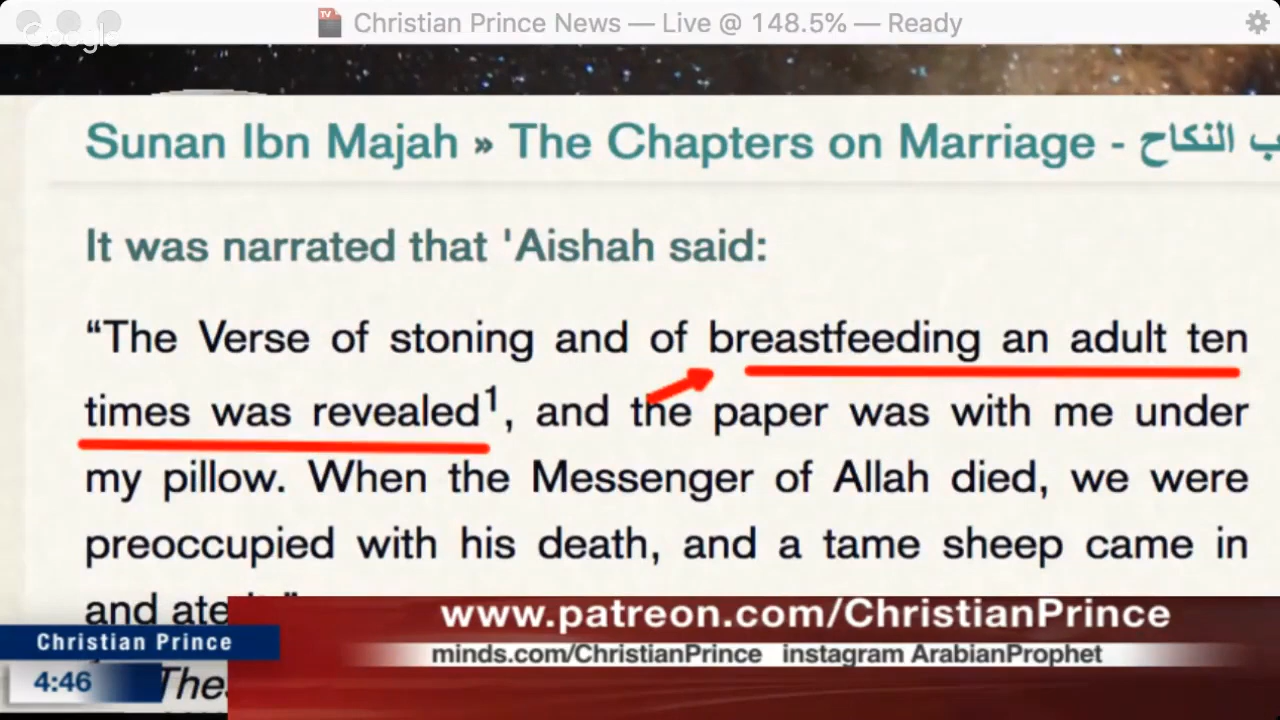 Christian Prince News — Live @ 148.5% — Ready
Google
Sunan Ibn Majah » The Chapters on Marriage - ب النكاح
It was narrated that 'Aishah said:
“The Verse of stoning and of breastfeeding an adult ten
times was revealed¹, and the paper was with me under
my pillow. When the Messenger of Allah died, we were
preoccupied with his death, and a tame sheep came in
and ate
www.patreon.com/ChristianPrince
Christian Prince
minds.com/ChristianPrince instagram ArabianProphet
4:46